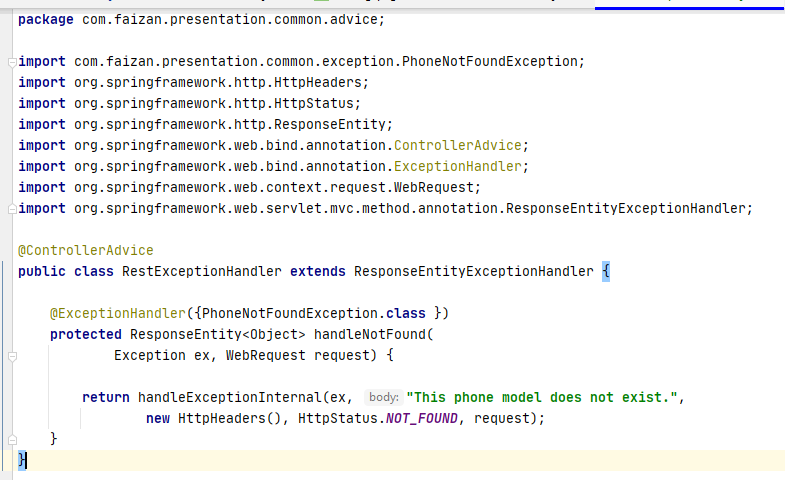 package com.faizan.presentation.common.advice;
import com.faizan.presentation.common.exception.PhoneNotFoundException;
import org.springframework.http.HttpHeaders;
import org.springframework.http.HttpStatus;
import org.springframework.http.ResponseEntity;
import org.springframework.web.bind.annotation.ControllerAdvice;
import org.springframework.web.bind.annotation.ExceptionHandler;
import org.springframework.web.context.request.WebRequest;
import org.springframework.web.servlet.mvc.method.annotation.ResponseEntityExceptionHandler;
@ControllerAdvice
public class RestExceptionHandler extends ResponseEntityExceptionHandler {
@ExceptionHandler({PhoneNotFoundException.class })
protected ResponseEntity<Object> handleNotFound(
Exception ex, WebRequest request) {
return handleExceptionInternal(ex, body: "This phone model does not exist.",
new HttpHeaders(), HttpStatus.NOT_FOUND, request);
}
}